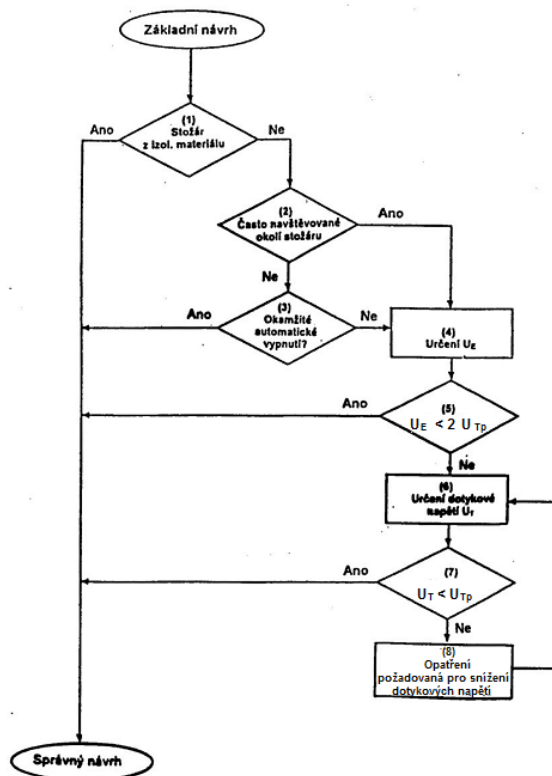 Základní návrh
Ano
(1)
Stožár
z izol. materiálu
Ne
(2)
Často navštěvované
okolí stožáru
Ano
Ne
Ano
(3)
Okamžité
automatické
vypnutí?
Ne
(4)
Určení U_E
Ano
(5)
U_E < 2 U_Tp
Ne
(6)
Určení dotykové
napětí U_T
Ano
(7)
U_T < U_Tp
Ne
(8)
Opatření
požadovaná pro snížení
dotykových napětí
Správný návrh